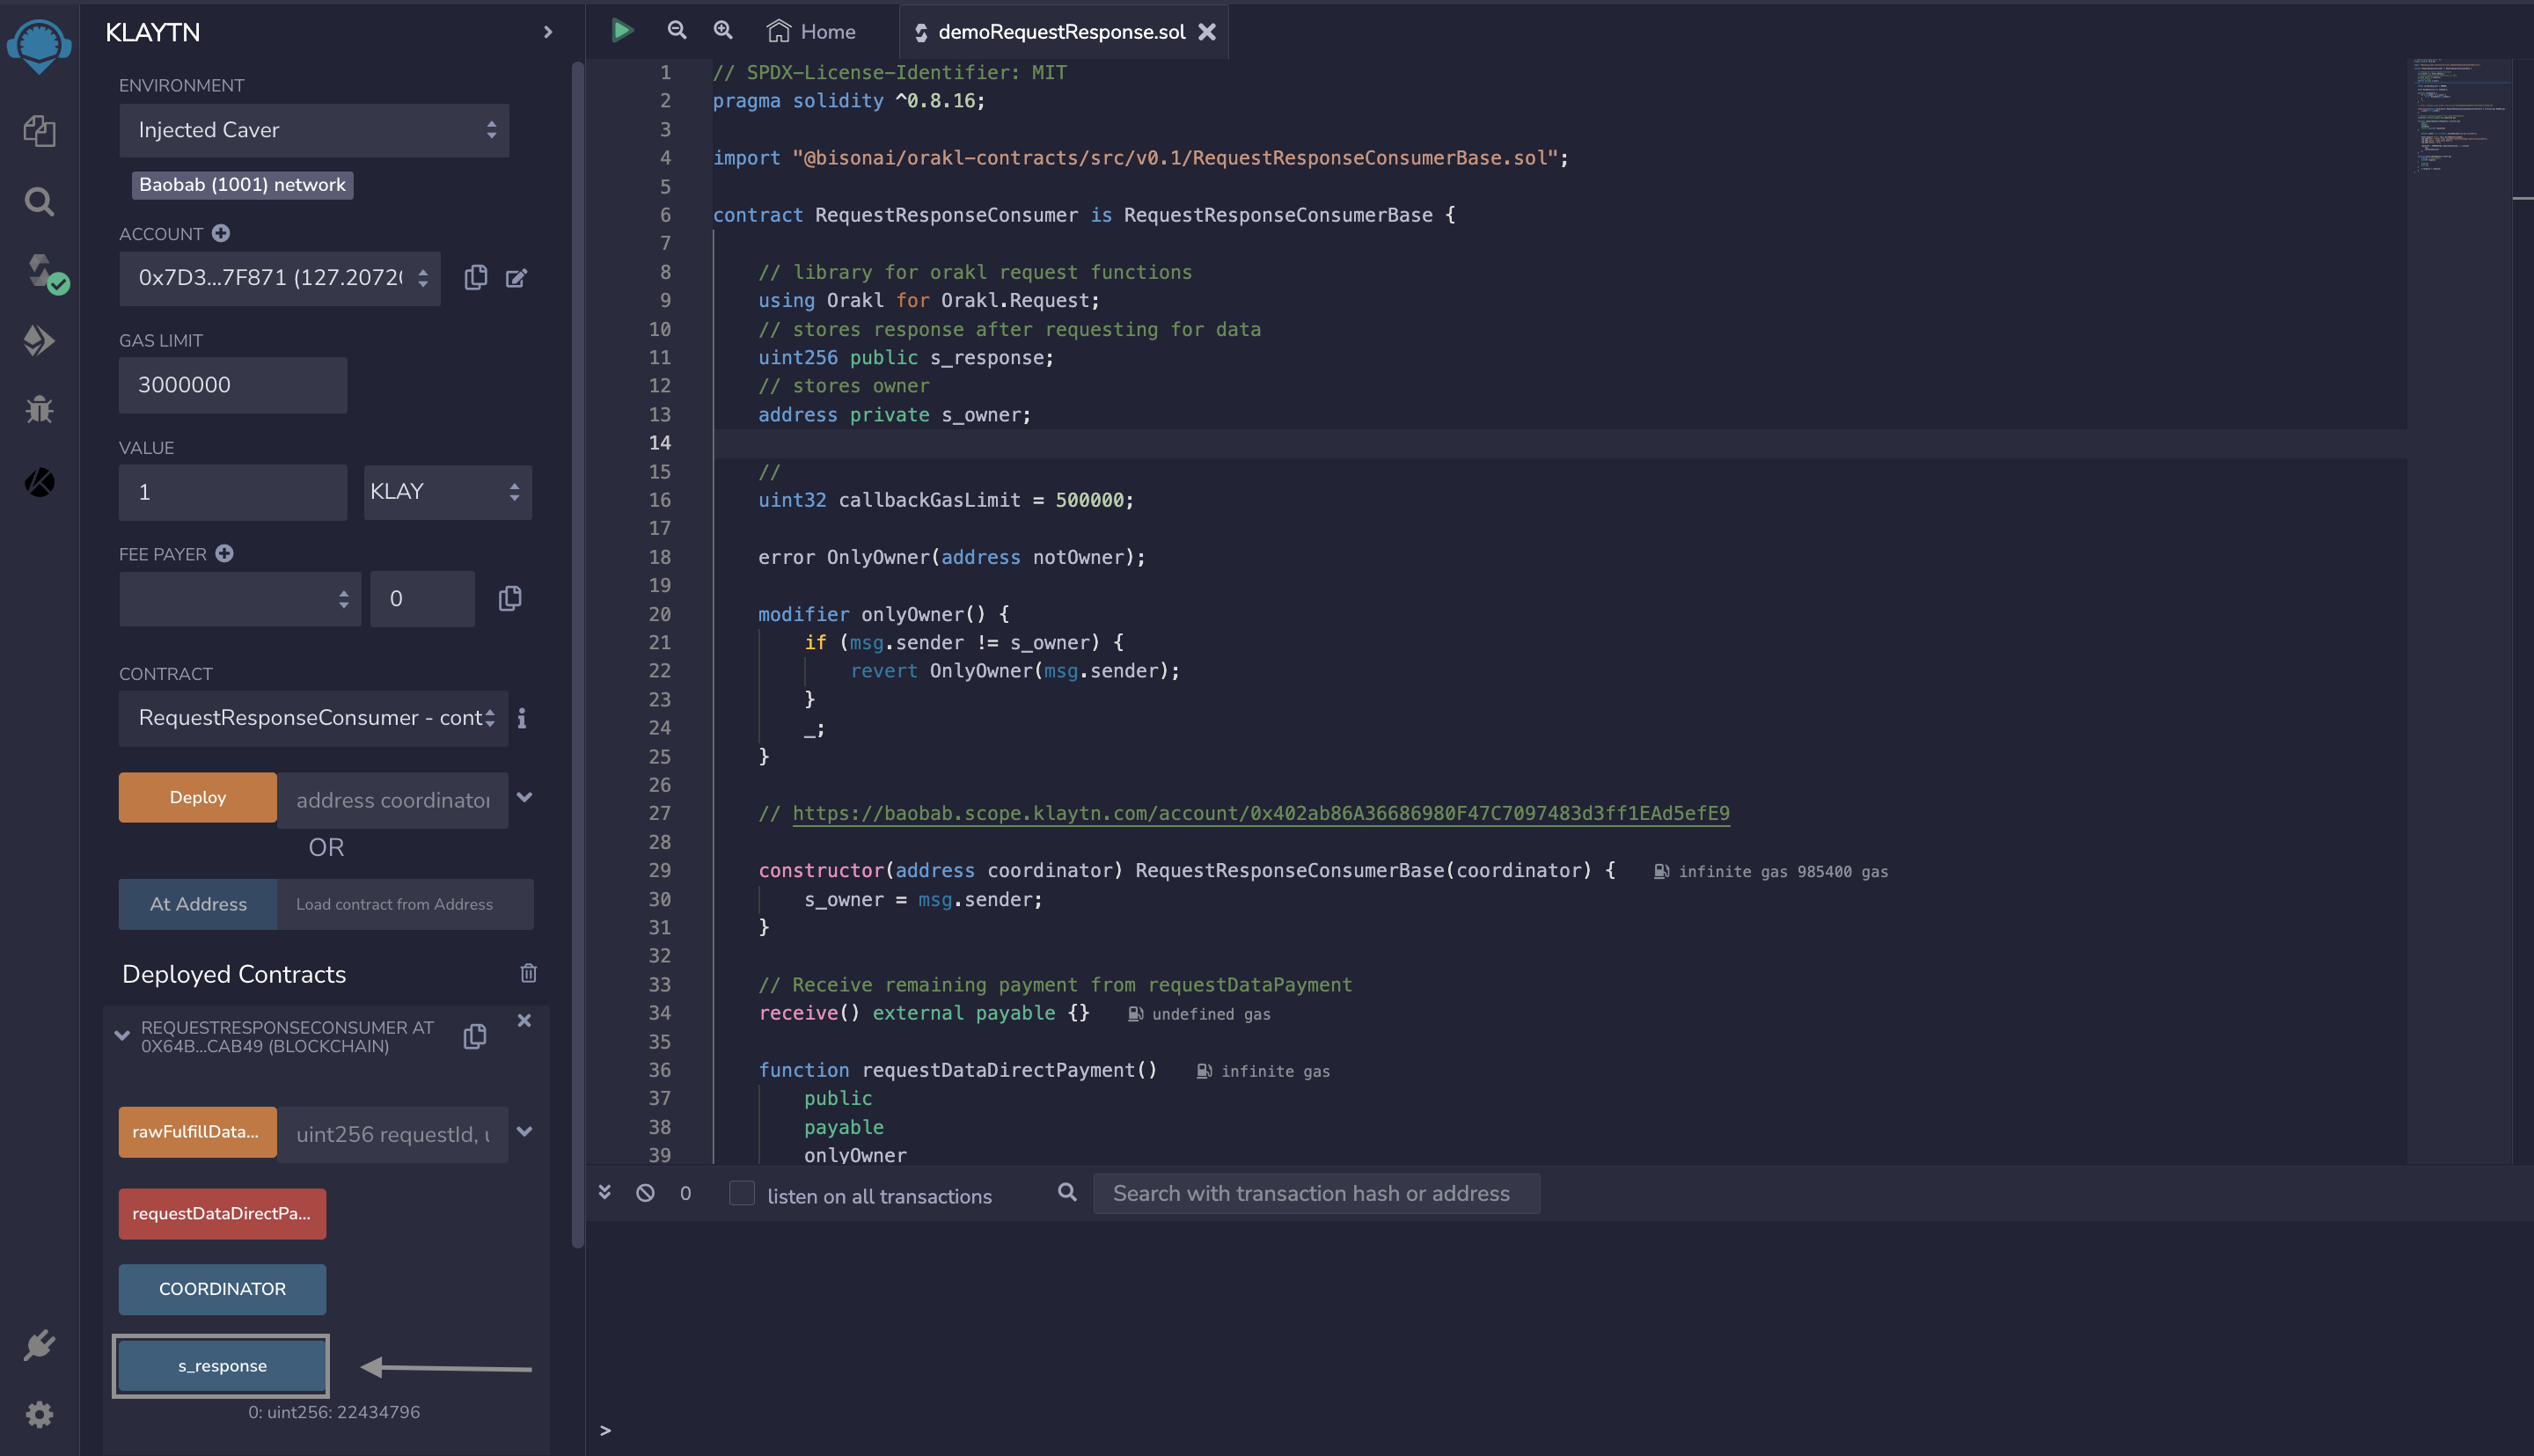 KLAYTN
ENVIRONMENT
Injected Caver
Baobab (1001) network
ACCOUNT
0x7D3...7F871 (127.2072
GAS LIMIT
3000000
VALUE
1
KLAY
FEE PAYER
0
CONTRACT
RequestResponseConsumer - cont
Deploy
address coordinator
OR
At Address
Load contract from Address
Deployed Contracts
REQUESTRESPONSECONSUMER AT
0X64B...CAB49 (BLOCKCHAIN)
rawFulfillData...
uint256 requestId, u
requestDataDirectPa...
COORDINATOR
s_response
0: uint256: 22434796
Home
demoRequestResponse.sol
1 // SPDX-License-Identifier: MIT
2 pragma solidity ^0.8.16;
3
4 import "@bisonai/orakl-contracts/src/v0.1/RequestResponseConsumerBase.sol";
5
6 contract RequestResponseConsumer is RequestResponseConsumerBase {
7
8 // library for orakl request functions
9 using Orakl for Orakl.Request;
10 // stores response after requesting for data
11 uint256 public s_response;
12 // stores owner
13 address private s_owner;
14
15 //
16 uint32 callbackGasLimit = 500000;
17
18 error OnlyOwner(address notOwner);
19
20 modifier onlyOwner() {
21 if (msg.sender != s_owner) {
22 revert OnlyOwner(msg.sender);
23 }
24 _;
25 }
26
27 // https://baobab.scope.klaytn.com/account/0x402ab86A36686980F47C7097483d3ff1EAd5efE9
28
29 constructor(address coordinator) RequestResponseConsumerBase(coordinator) { infinite gas 985400 gas
30 s_owner = msg.sender;
31 }
32
33 // Receive remaining payment from requestDataPayment
34 receive() external payable {} undefined gas
35
36 function requestDataDirectPayment() infinite gas
37 public
38 payable
39 onlyOwner
0
listen on all transactions
Search with transaction hash or address
>